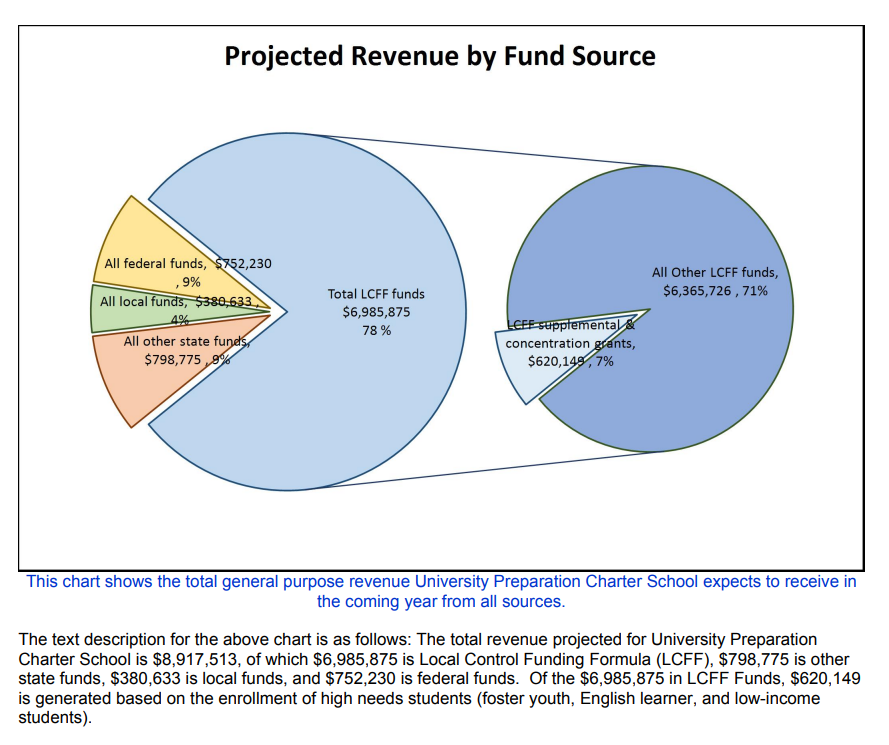 Projected Revenue by Fund Source
All federal funds,  $752,230
, 9%
All local funds,  $380,633 ,
4%
All other state funds,
$798,775 , 9%
Total LCFF funds
$6,985,875
78 %
All Other LCFF funds,
$6,365,726 , 71%
LCFF supplemental &
concentration grants,
$620,149 , 7%
This chart shows the total general purpose revenue University Preparation Charter School expects to receive in
the coming year from all sources.
The text description for the above chart is as follows: The total revenue projected for University Preparation
Charter School is $8,917,513, of which $6,985,875 is Local Control Funding Formula (LCFF), $798,775 is other
state funds, $380,633 is local funds, and $752,230 is federal funds.  Of the $6,985,875 in LCFF Funds, $620,149
is generated based on the enrollment of high needs students (foster youth, English learner, and low-income
students).